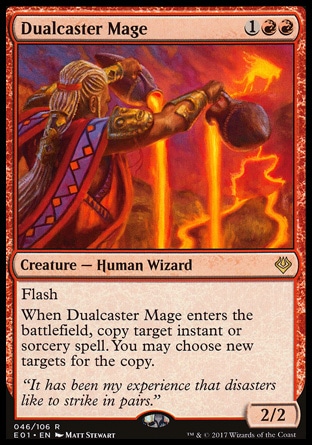 Dualcaster Mage 1
Creature — Human Wizard
Flash
When Dualcaster Mage enters the
battlefield, copy target instant or
sorcery spell. You may choose new
targets for the copy.
“It has been my experience that disasters
like to strike in pairs.”
2/2
046/106 R
E01 • EN Matt Stewart
™ & © 2017 Wizards of the Coast